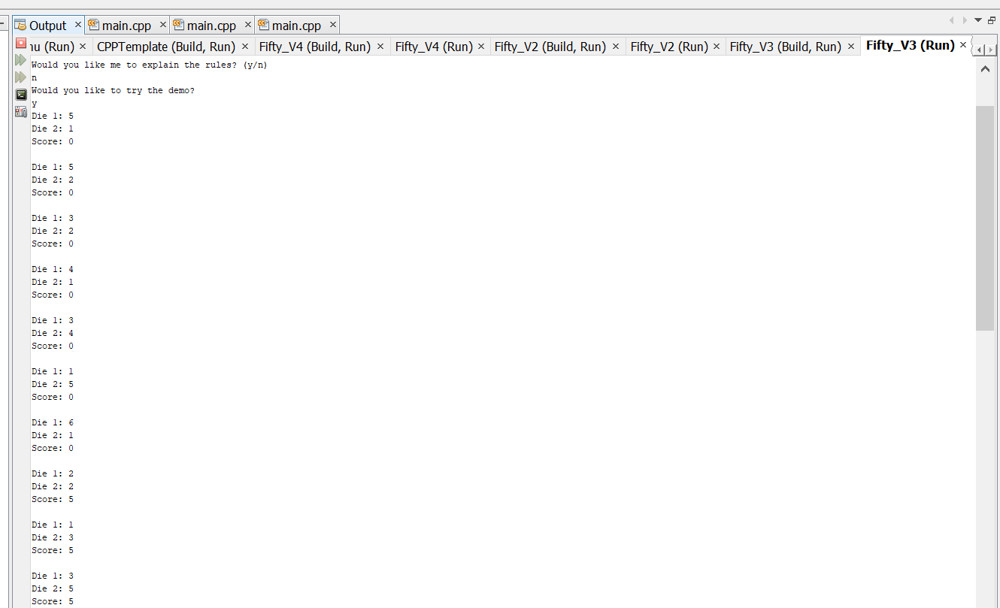 Output × main.cpp × main.cpp × main.cpp ×
nu (Run) × CPPTemplate (Build, Run) × Fifty_V4 (Build, Run) × Fifty_V4 (Run) × Fifty_V2 (Build, Run) × Fifty_V2 (Run) × Fifty_V3 (Build, Run) × Fifty_V3 (Run) ×
Would you like me to explain the rules? (y/n)
n
Would you like to try the demo?
y
Die 1: 5
Die 2: 1
Score: 0
Die 1: 5
Die 2: 2
Score: 0
Die 1: 3
Die 2: 2
Score: 0
Die 1: 4
Die 2: 1
Score: 0
Die 1: 3
Die 2: 4
Score: 0
Die 1: 1
Die 2: 5
Score: 0
Die 1: 6
Die 2: 1
Score: 0
Die 1: 2
Die 2: 2
Score: 5
Die 1: 1
Die 2: 3
Score: 5
Die 1: 3
Die 2: 5
Score: 5